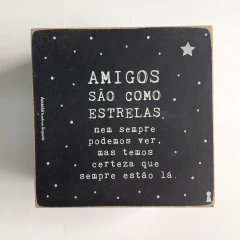 AMIGOS
SÃO COMO
ESTRELAS,
nem sempre
podemos ver,
mas temos
certeza que
sempre estão lá.